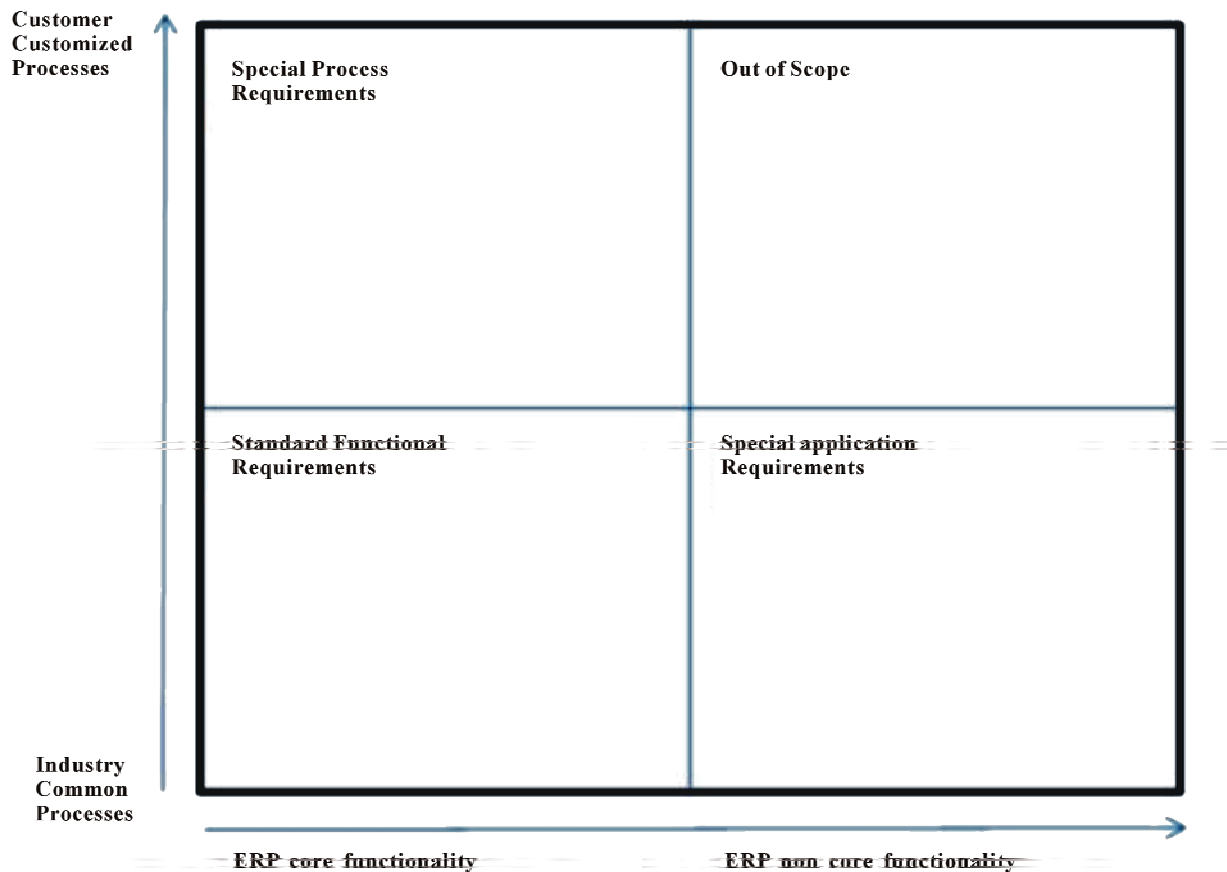 Customer
Customized
Processes
Special Process
Requirements
Out of Scope
Standard Functional
Requirements
Special application
Requirements
Industry
Common
Processes
ERP core functionality
ERP non core functionality